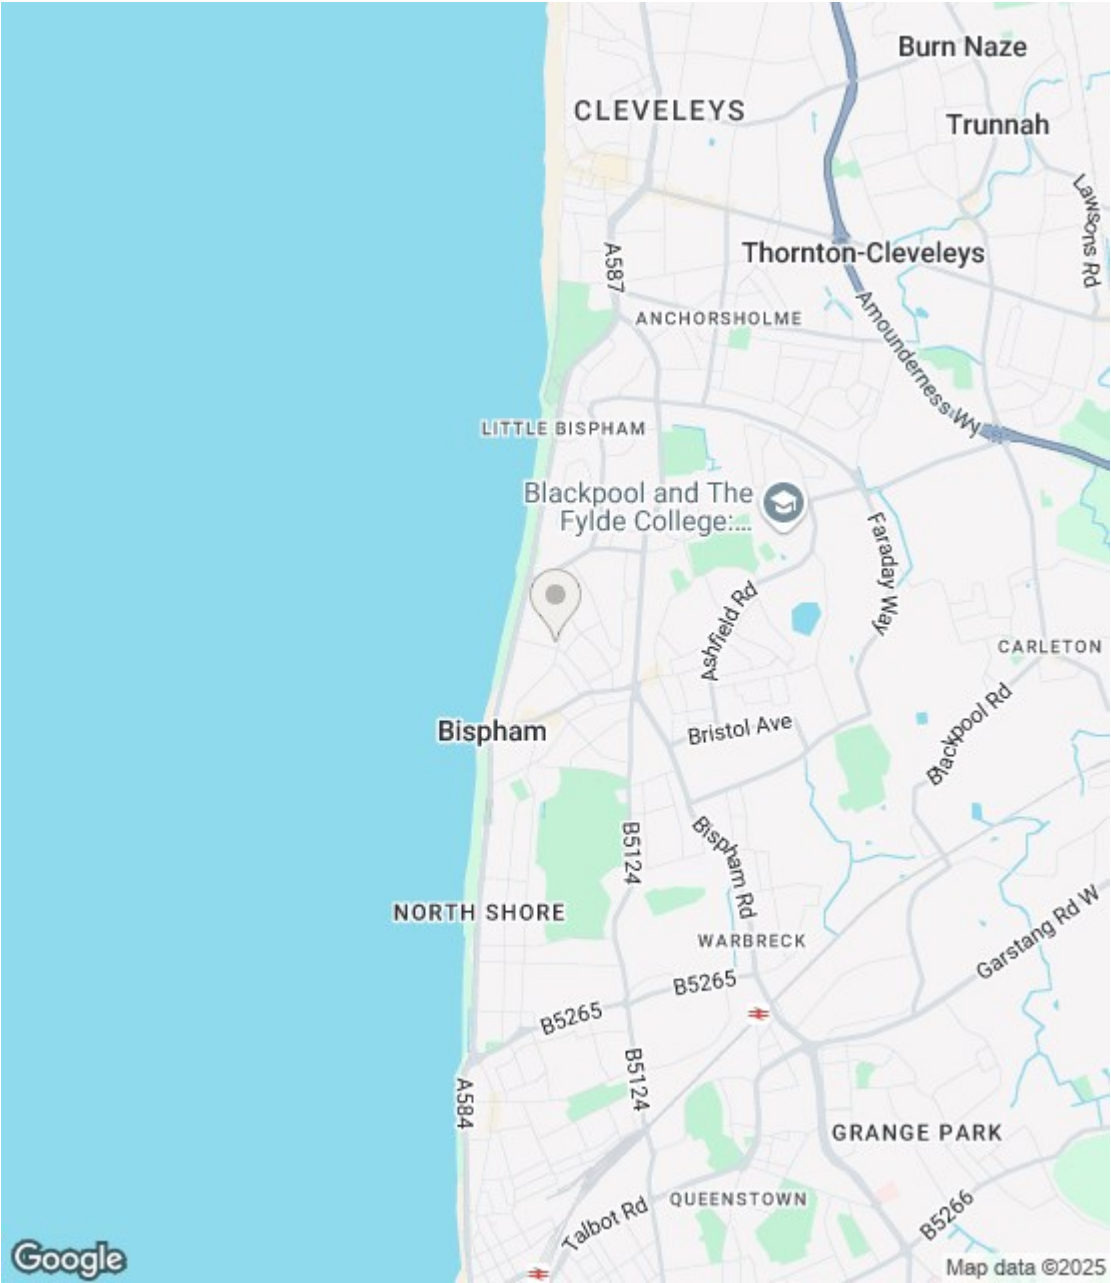 Burn Naze
CLEVELEYS
Trunnah
Lawsons Rd
A587
Thornton-Cleveleys
ANCHORSHOLME
Amounderness Wy
LITTLE BISPHAM
Blackpool and The
Fylde College:...
Faraday Way
Ashfield Rd
CARLETON
Bispham
Bristol Ave
Blackpool Rd
B5124
Bispham Rd
NORTH SHORE
WARBRECK
Garstang Rd W
B5265
B5265
B5124
A584
GRANGE PARK
QUEENSTOWN
Talbot Rd
B5266
Google
Map data ©2025